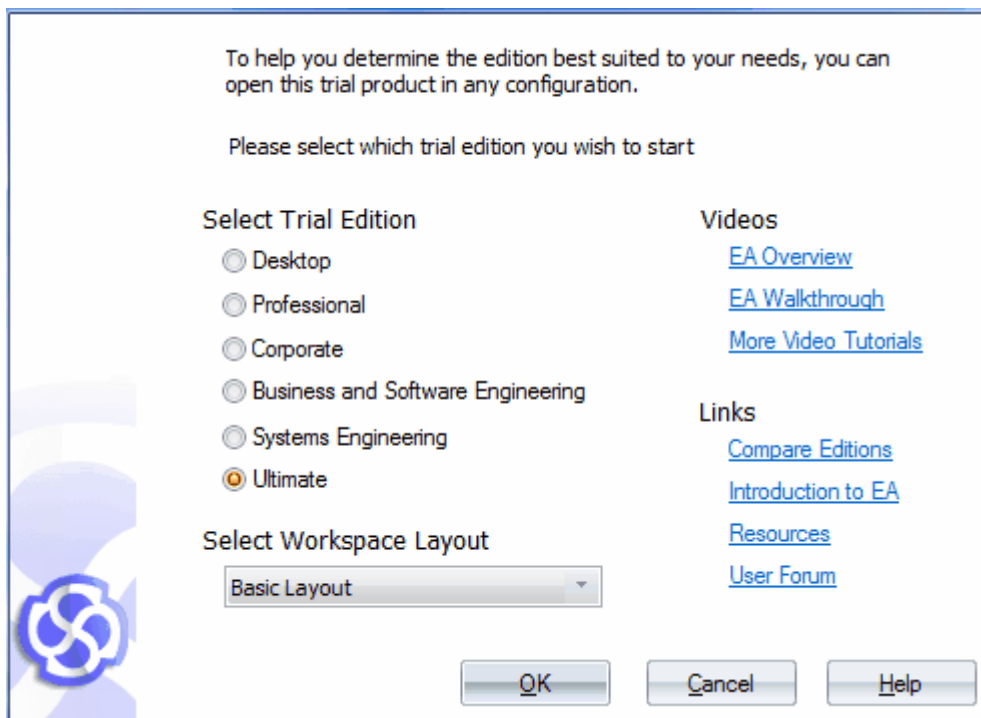 To help you determine the edition best suited to your needs, you can
open this trial product in any configuration.
Please select which trial edition you wish to start
Select Trial Edition
Desktop
Professional
Corporate
Business and Software Engineering
Systems Engineering
Ultimate
Select Workspace Layout
Basic Layout
Videos
EA Overview
EA Walkthrough
More Video Tutorials
Links
Compare Editions
Introduction to EA
Resources
User Forum
OK
Cancel
Help